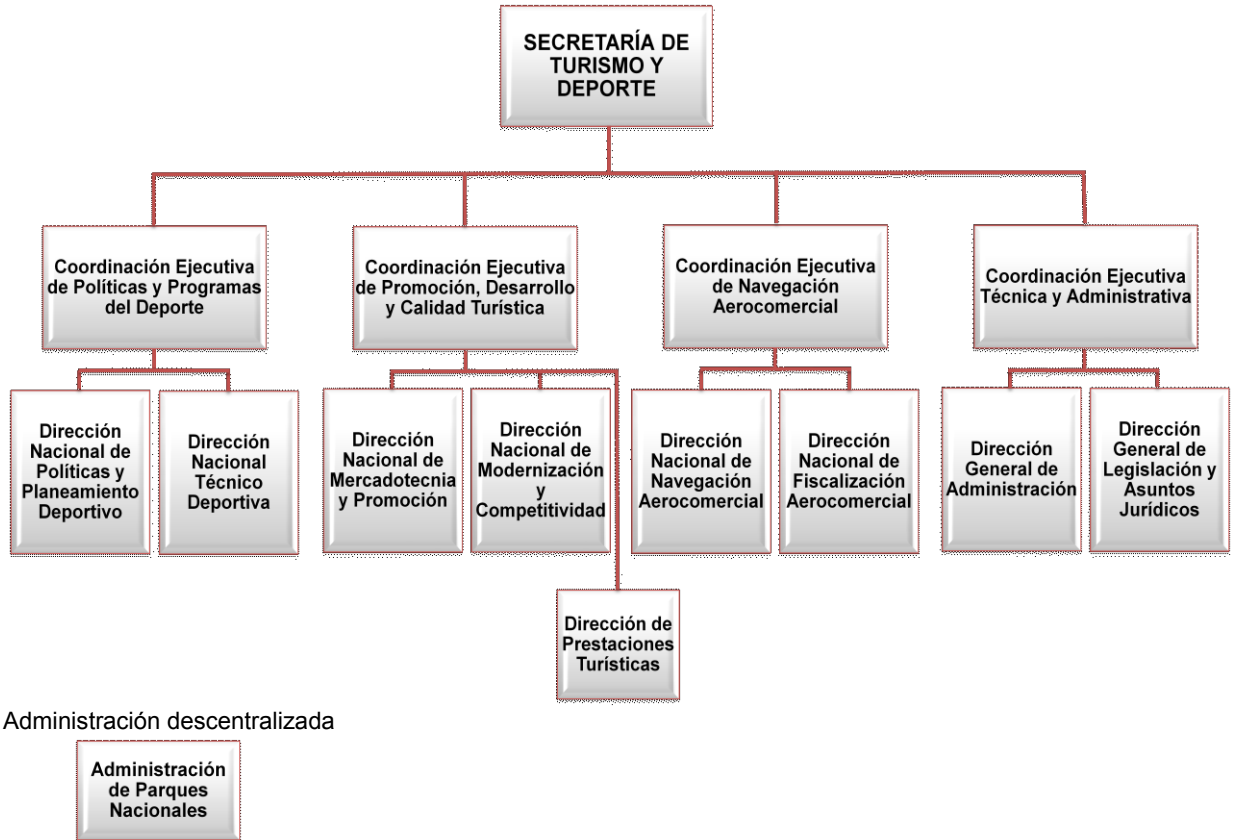 SECRETARÍA DE
TURISMO Y
DEPORTE
Coordinación Ejecutiva
de Políticas y Programas
del Deporte
Coordinación Ejecutiva
de Promoción, Desarrollo
y Calidad Turística
Coordinación Ejecutiva
de Navegación
Aerocomercial
Coordinación Ejecutiva
Técnica y Administrativa
Dirección
Nacional de
Políticas y
Planeamiento
Deportivo
Dirección
Nacional
Técnico
Deportiva
Dirección
Nacional de
Mercadotecnia
y Promoción
Dirección
Nacional de
Modernización
y
Competitividad
Dirección
Nacional de
Navegación
Aerocomercial
Dirección
Nacional de
Fiscalización
Aerocomercial
Dirección
General de
Administración
Dirección
General de
Legislación y
Asuntos
Jurídicos
Dirección de
Prestaciones
Turísticas
Administración descentralizada
Administración
de Parques
Nacionales